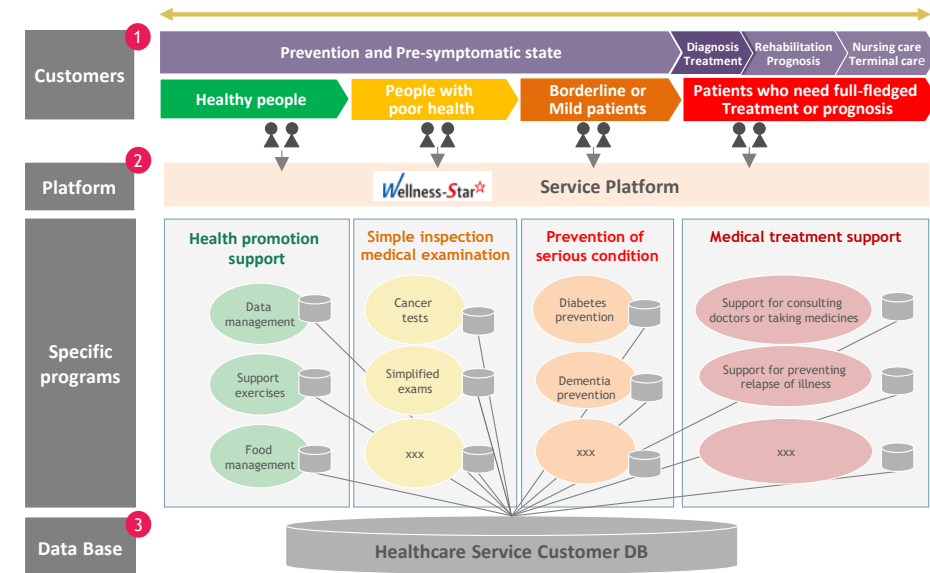 1
Customers
Prevention and Pre-symptomatic state
Diagnosis
Treatment
Rehabilitation
Prognosis
Nursing care
Terminal care
Healthy people
People with
poor health
Borderline or
Mild patients
Patients who need full-fledged
Treatment or prognosis
2
Platform
Wellness-Star
Service Platform
Specific
programs
Health promotion
support
Data
management
Support
exercises
Food
management
Simple inspection
medical examination
Cancer
tests
Simplified
exams
xxx
Prevention of
serious condition
Diabetes
prevention
Dementia
prevention
xxx
Medical treatment support
Support for consulting
doctors or taking medicines
Support for preventing
relapse of illness
xxx
3
Data Base
Healthcare Service Customer DB